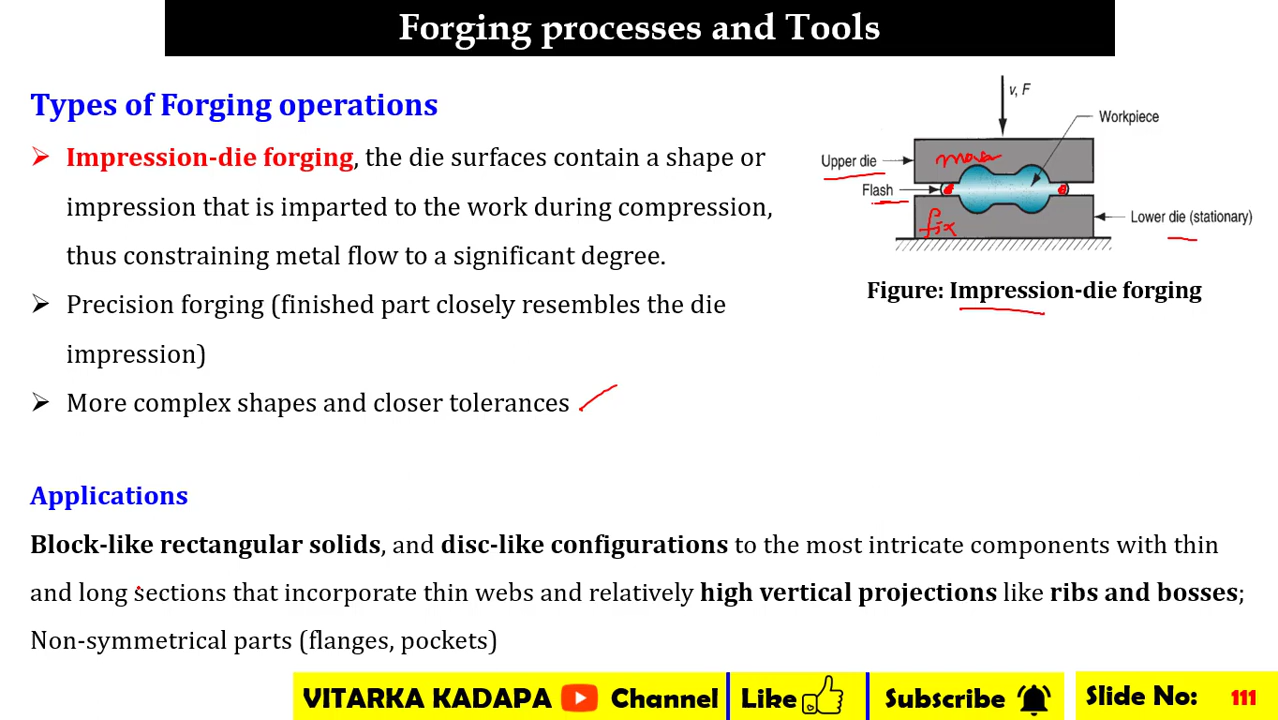 Forging processes and Tools
Types of Forging operations
Impression-die forging, the die surfaces contain a shape or
impression that is imparted to the work during compression,
thus constraining metal flow to a significant degree.
Precision forging (finished part closely resembles the die
impression)
More complex shapes and closer tolerances
v, F
Workpiece
Upper die
move
Flash
fix
Lower die (stationary)
Figure: Impression-die forging
Applications
Block-like rectangular solids, and disc-like configurations to the most intricate components with thin
and long sections that incorporate thin webs and relatively high vertical projections like ribs and bosses;
Non-symmetrical parts (flanges, pockets)
VITARKA KADAPA Channel Like Subscribe Slide No: 111